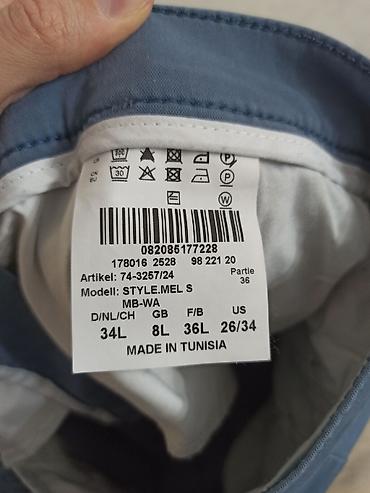 30
P
W
082085177228
178016 2528 98 221 20
Artikel: 74-3257/24 Partie
Modell: STYLE.MEL S 36
MB-WA
D/NL/CH GB F/B US
34L 8L 36L 26/34
MADE IN TUNISIA